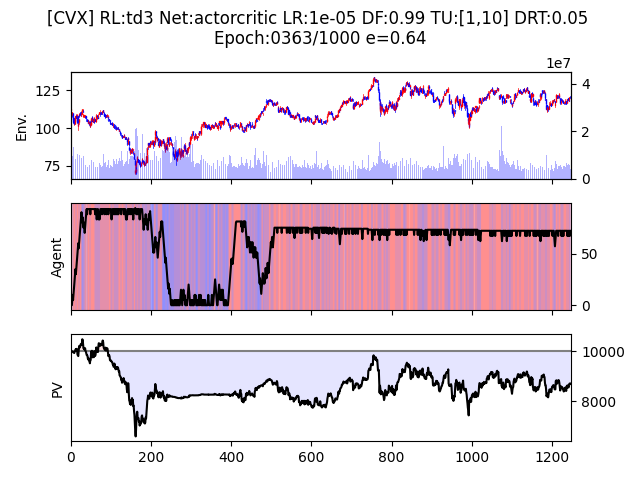 [CVX] RL:td3 Net:actorcritic LR:1e-05 DF:0.99 TU:[1,10] DRT:0.05
Epoch:0363/1000 e=0.64
1e7
125
100
75
Env.
4
2
0
Agent
50
0
PV
10000
8000
0 200 400 600 800 1000 1200